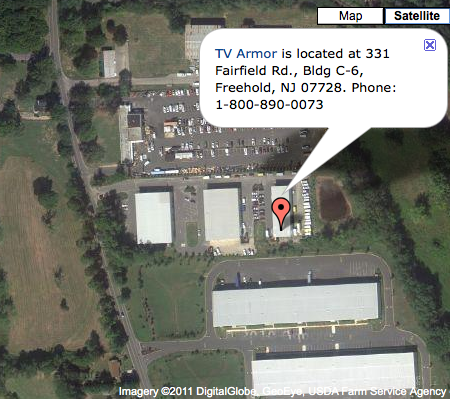 Map
Satellite
TV Armor is located at 331
Fairfield Rd., Bldg C-6,
Freehold, NJ 07728. Phone:
1-800-890-0073
Imagery ©2011 DigitalGlobe, GeoEye, USDA Farm Service Agency